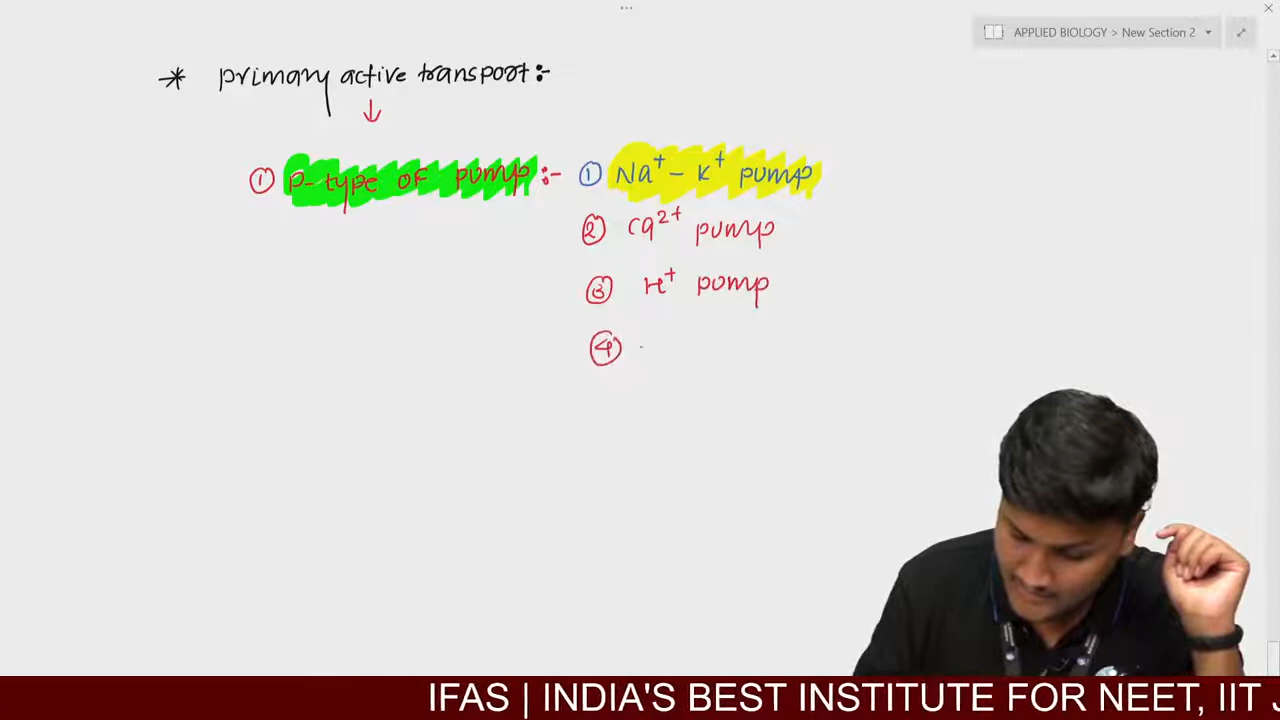 APPLIED BIOLOGY > New Section 2
* primary active transport :-
↓
① P-type of pump :- ① Na⁺ - K⁺ pump
② Ca²⁺ pump
③ H⁺ pump
④
IFAS | INDIA'S BEST INSTITUTE FOR NEET, IIT J